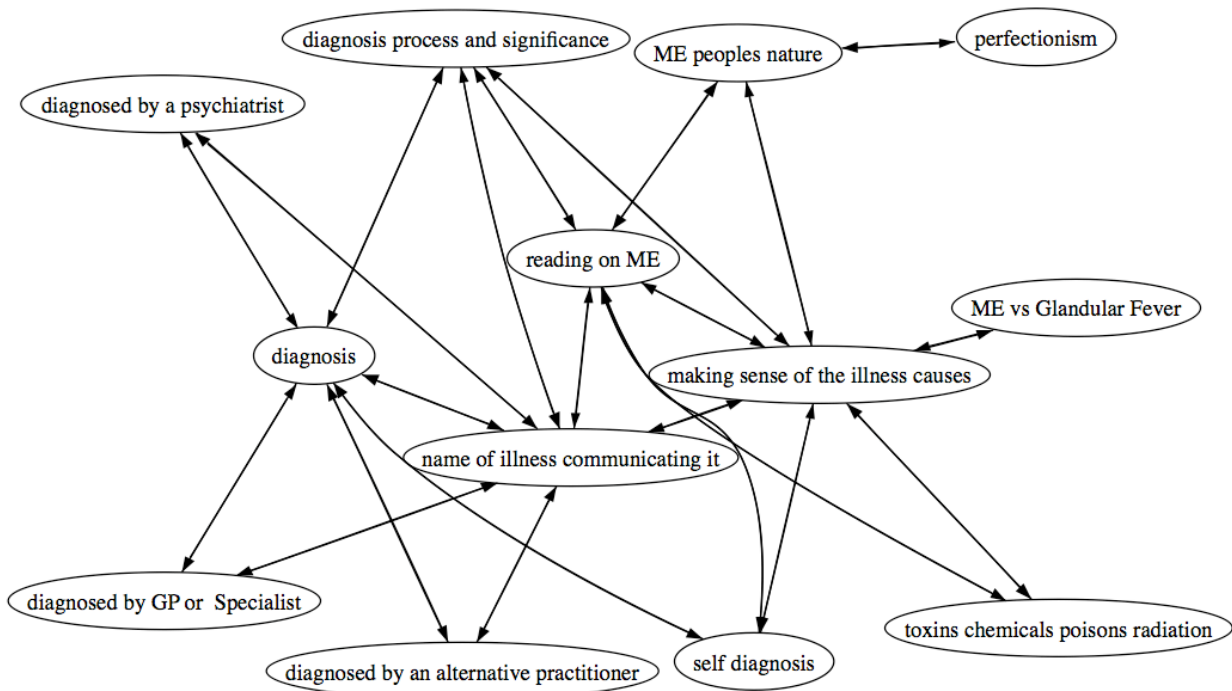 diagnosis process and significance
ME peoples nature
perfectionism
diagnosed by a psychiatrist
reading on ME
ME vs Glandular Fever
diagnosis
making sense of the illness causes
name of illness communicating it
diagnosed by GP or Specialist
toxins chemicals poisons radiation
diagnosed by an alternative practitioner
self diagnosis